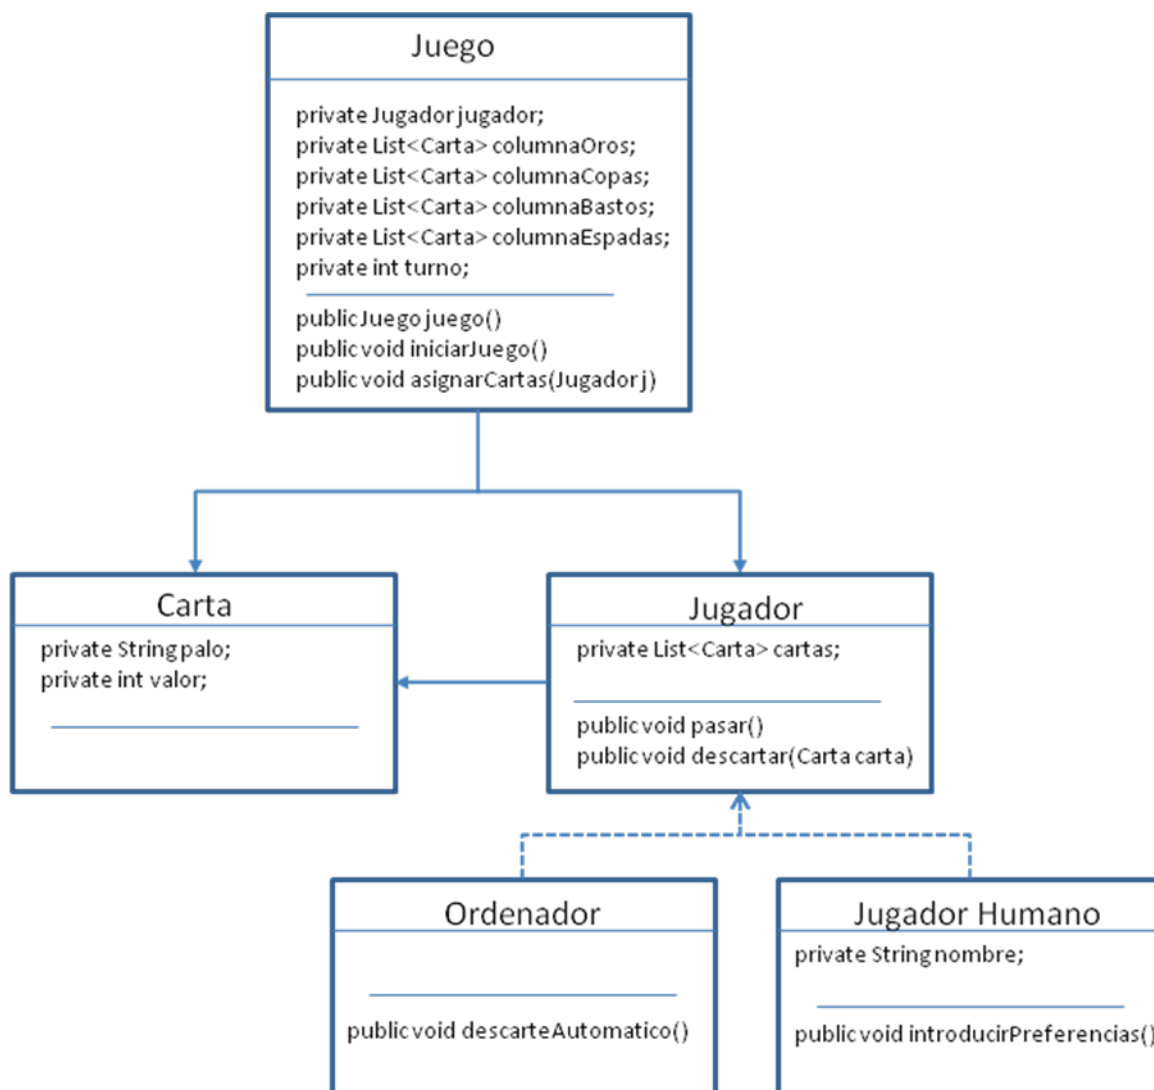 Juego
private Jugador jugador;
private List<Carta> columnaOros;
private List<Carta> columnaCopas;
private List<Carta> columnaBastos;
private List<Carta> columnaEspadas;
private int turno;
public Juego juego()
public void iniciarJuego()
public void asignarCartas(Jugador j)
Carta
private String palo;
private int valor;
Jugador
private List<Carta> cartas;
public void pasar()
public void descartar(Carta carta)
Ordenador
public void descarteAutomatico()
Jugador Humano
private String nombre;
public void introducirPreferencias()